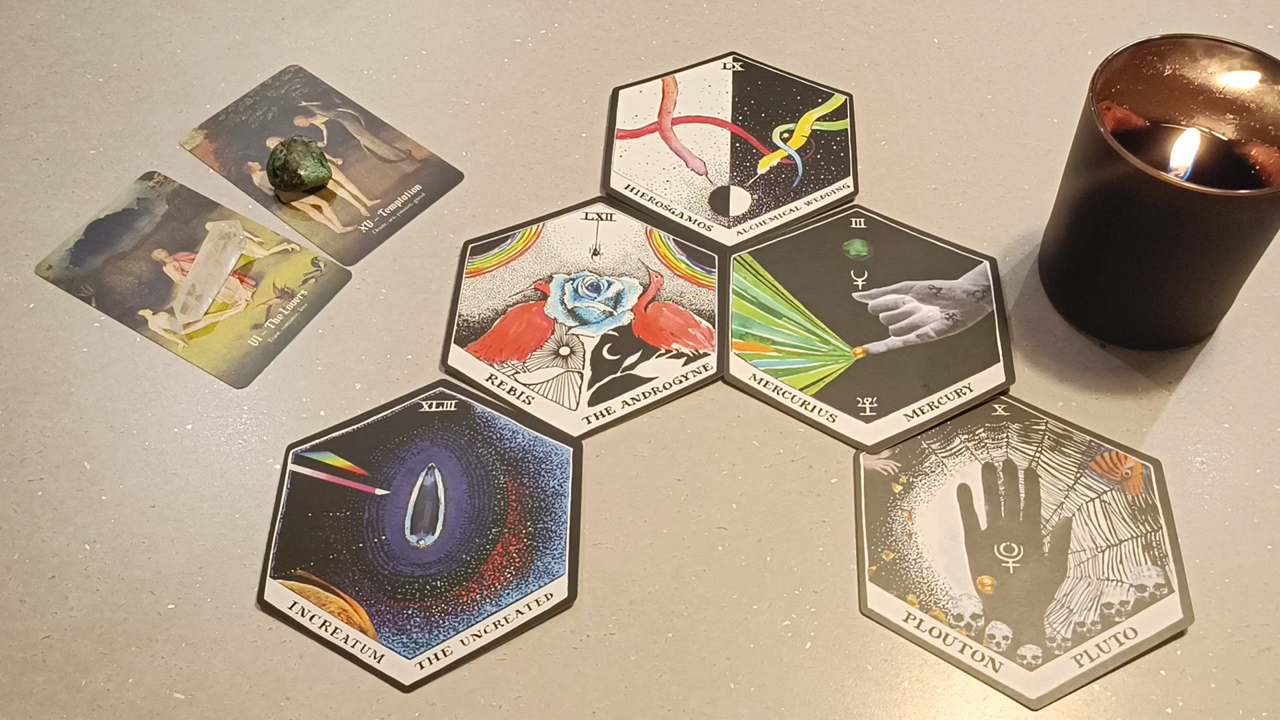 XV - Temptation
VI - The Lovers
LX
HIEROSGAMOS
ALCHEMICAL WEDDING
LXII
REBIS
THE ANDROGYNE
III
MERCURIUS
MERCURY
XLIII
INCREATUM
THE UNCREATED
X
PLOUTON
PLUTO